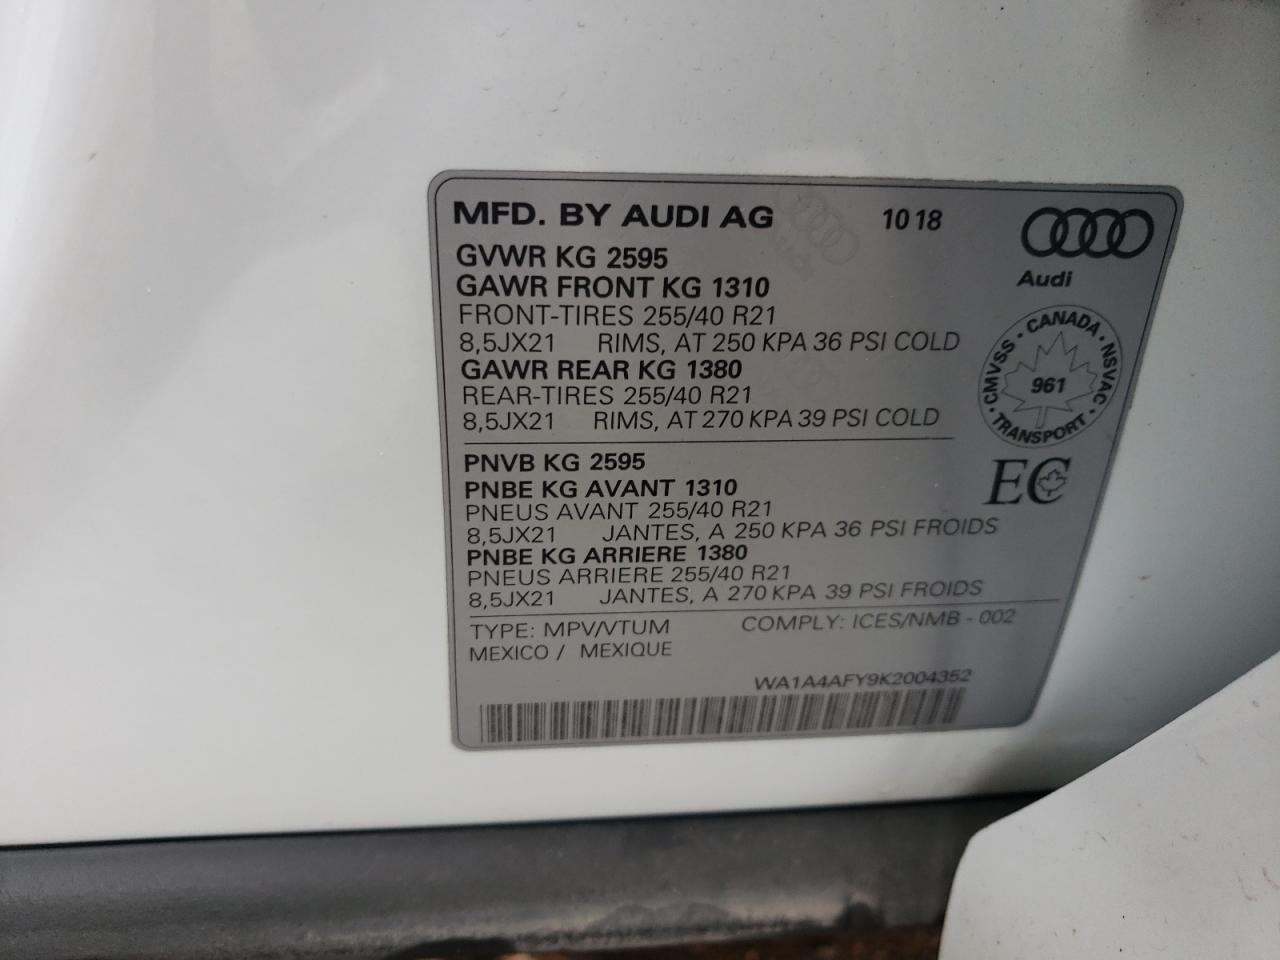 MFD. BY AUDI AG 10 18
GVWR KG 2595
GAWR FRONT KG 1310
Audi
FRONT-TIRES 255/40 R21
8,5JX21 RIMS, AT 250 KPA 36 PSI COLD
GAWR REAR KG 1380
REAR-TIRES 255/40 R21
8,5JX21 RIMS, AT 270 KPA 39 PSI COLD
CMVSS · CANADA · NSVAC · TRANSPORT ·
961
PNVB KG 2595
EC
PNBE KG AVANT 1310
PNEUS AVANT 255/40 R21
8,5JX21 JANTES, A 250 KPA 36 PSI FROIDS
PNBE KG ARRIERE 1380
PNEUS ARRIERE 255/40 R21
8,5JX21 JANTES, A 270 KPA 39 PSI FROIDS
TYPE: MPV/VTUM COMPLY: ICES/NMB - 002
MEXICO / MEXIQUE
WA1A4AFY9K2004352